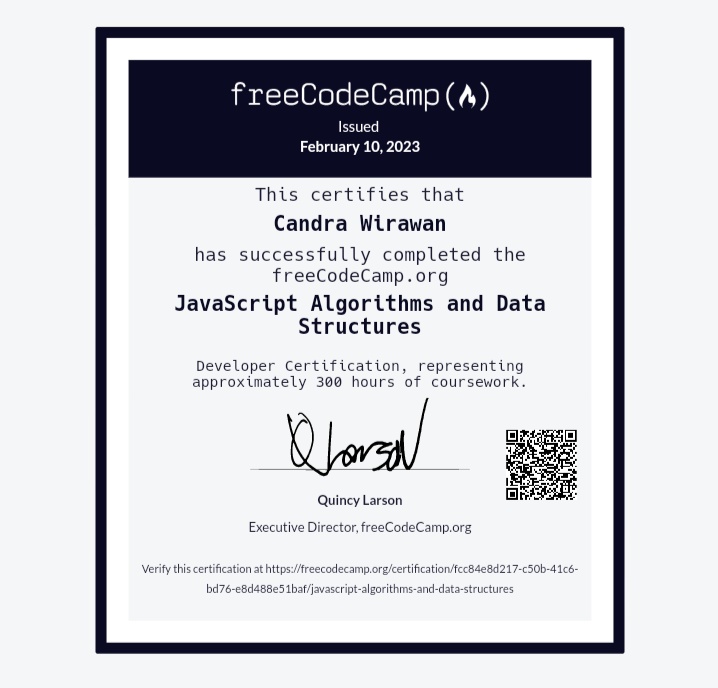 freeCodeCamp(🔥)
Issued
February 10, 2023
This certifies that
Candra Wirawan
has successfully completed the
freeCodeCamp.org
JavaScript Algorithms and Data
Structures
Developer Certification, representing
approximately 300 hours of coursework.
Q Larson
Quincy Larson
Executive Director, freeCodeCamp.org
Verify this certification at https://freecodecamp.org/certification/fcc84e8d217-c50b-41c6-
bd76-e8d488e51baf/javascript-algorithms-and-data-structures